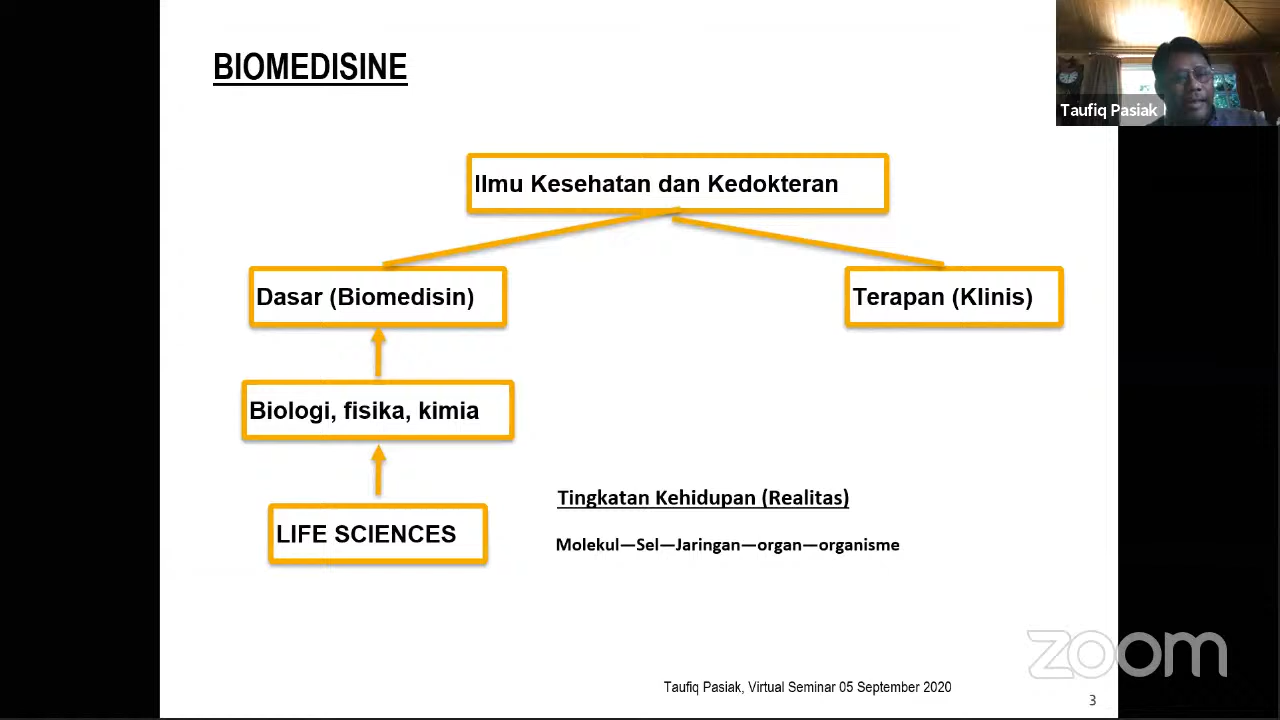 BIOMEDISINE
Taufiq Pasiak
Ilmu Kesehatan dan Kedokteran
Dasar (Biomedisin)
Terapan (Klinis)
Biologi, fisika, kimia
LIFE SCIENCES
Tingkatan Kehidupan (Realitas)
Molekul—Sel—Jaringan—organ—organisme
zoom
Taufiq Pasiak, Virtual Seminar 05 September 2020
3